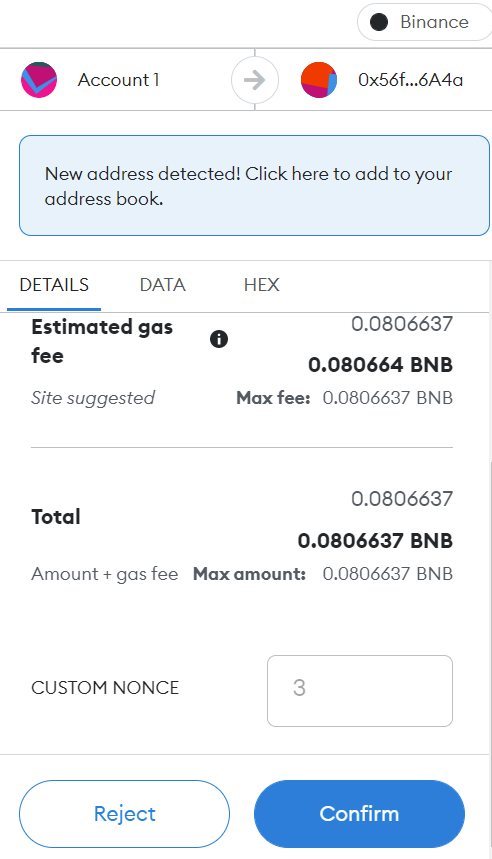 Binance
Account 1
0x56f...6A4a
New address detected! Click here to add to your
address book.
DETAILS
DATA
HEX
Estimated gas
fee
0.0806637
0.080664 BNB
Site suggested
Max fee: 0.0806637 BNB
0.0806637
Total
0.0806637 BNB
Amount + gas fee Max amount: 0.0806637 BNB
CUSTOM NONCE
3
Reject
Confirm